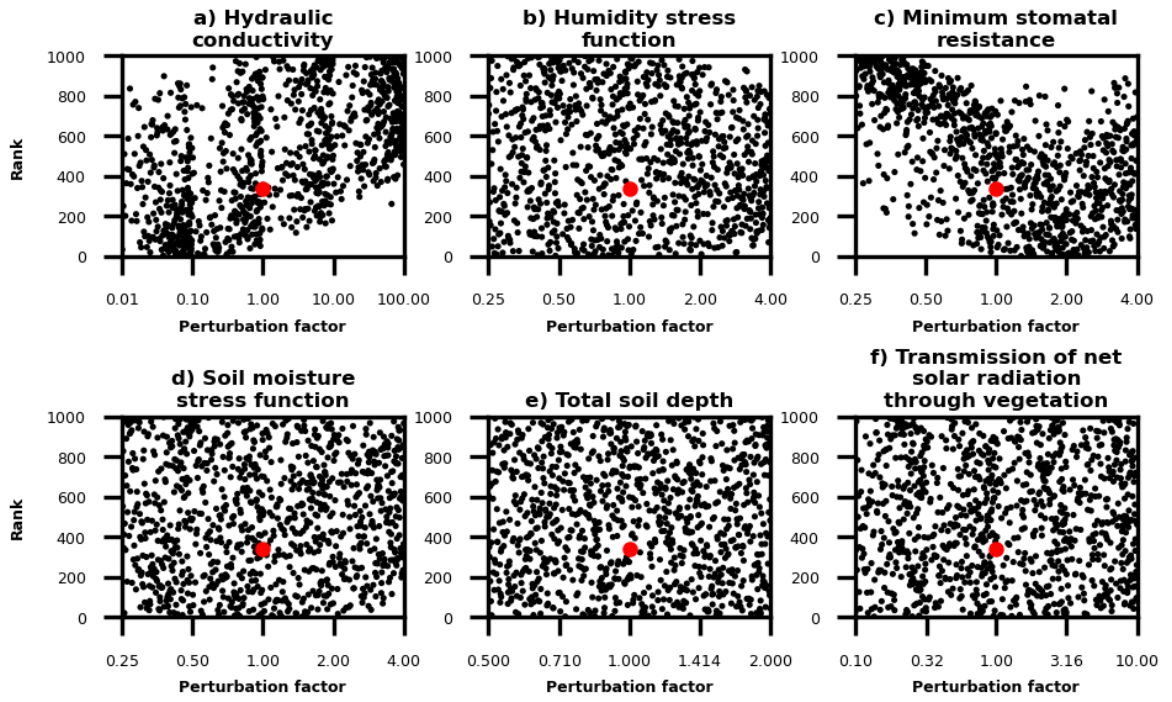 a) Hydraulic
conductivity
b) Humidity stress
function
c) Minimum stomatal
resistance
Rank
1000
800
600
400
200
0
0.01 0.10 1.00 10.00 100.00
Perturbation factor
1000
800
600
400
200
0
0.25 0.50 1.00 2.00 4.00
Perturbation factor
1000
800
600
400
200
0
0.25 0.50 1.00 2.00 4.00
Perturbation factor
d) Soil moisture
stress function
e) Total soil depth
f) Transmission of net
solar radiation
through vegetation
Rank
1000
800
600
400
200
0
0.25 0.50 1.00 2.00 4.00
Perturbation factor
1000
800
600
400
200
0
0.500 0.710 1.000 1.414 2.000
Perturbation factor
1000
800
600
400
200
0
0.10 0.32 1.00 3.16 10.00
Perturbation factor